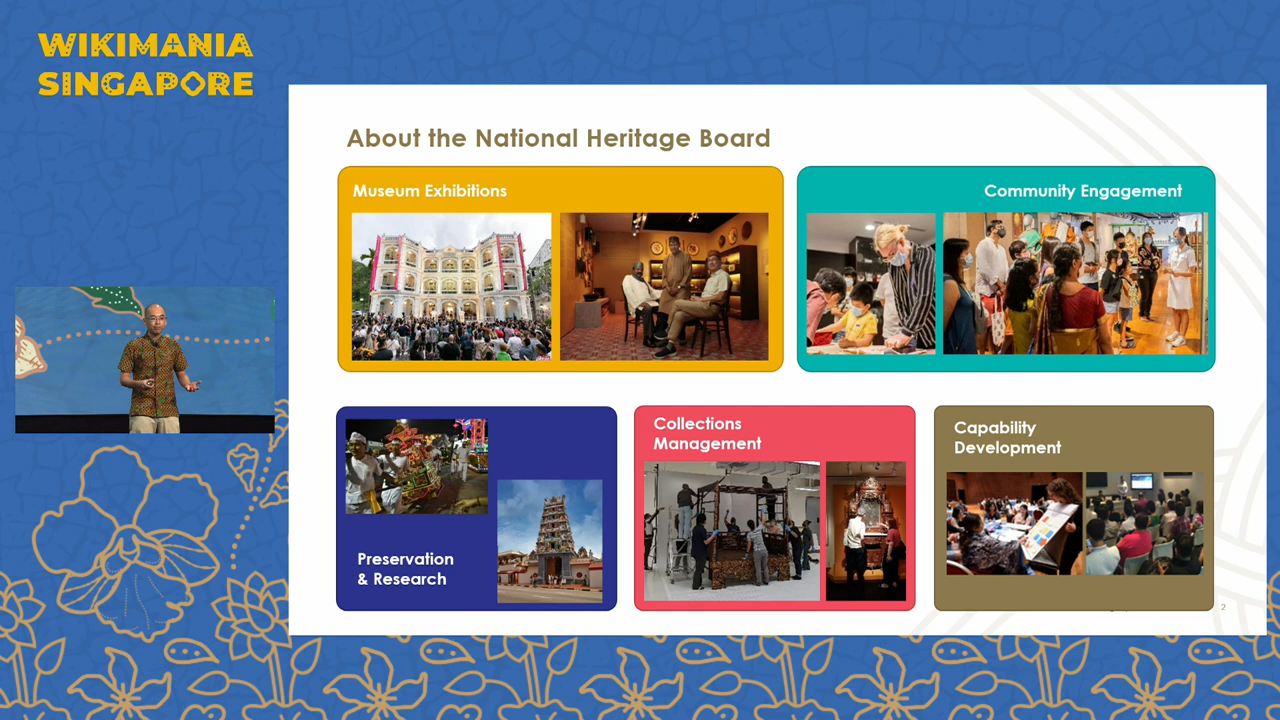 WIKIMANIA
SINGAPORE
About the National Heritage Board
Museum Exhibitions
Community Engagement
Preservation
& Research
Collections
Management
Capability
Development
2